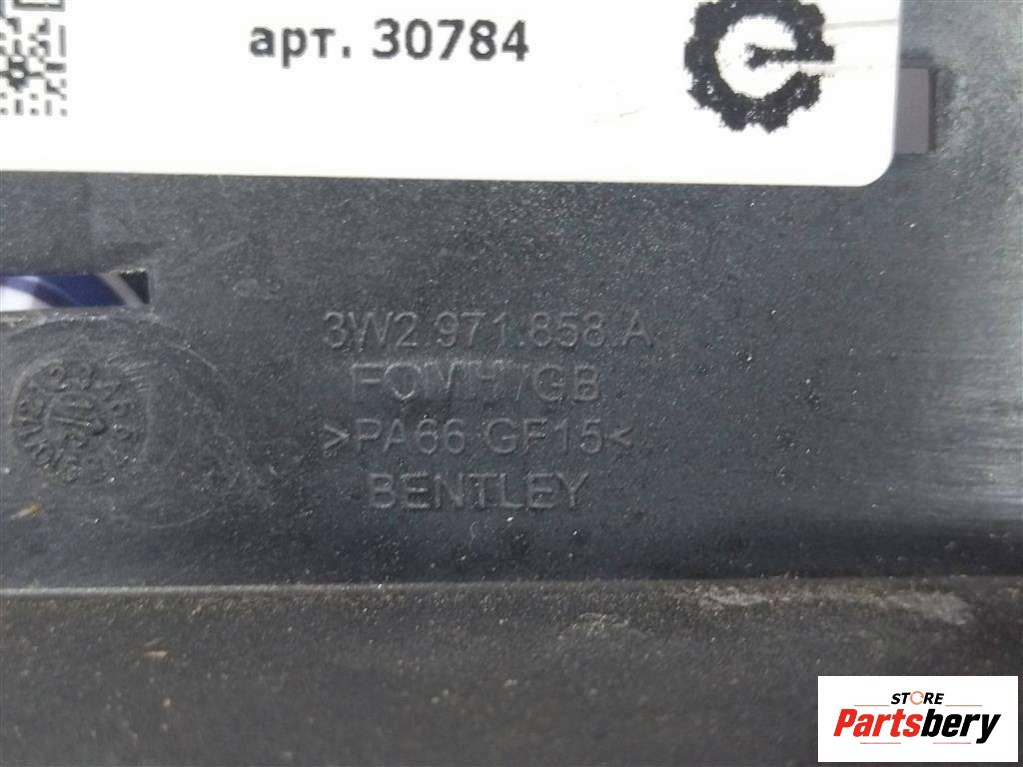 арт. 30784
3W2.971.858.A
>PA66 GF15<
BENTLEY
STORE
Partsbery